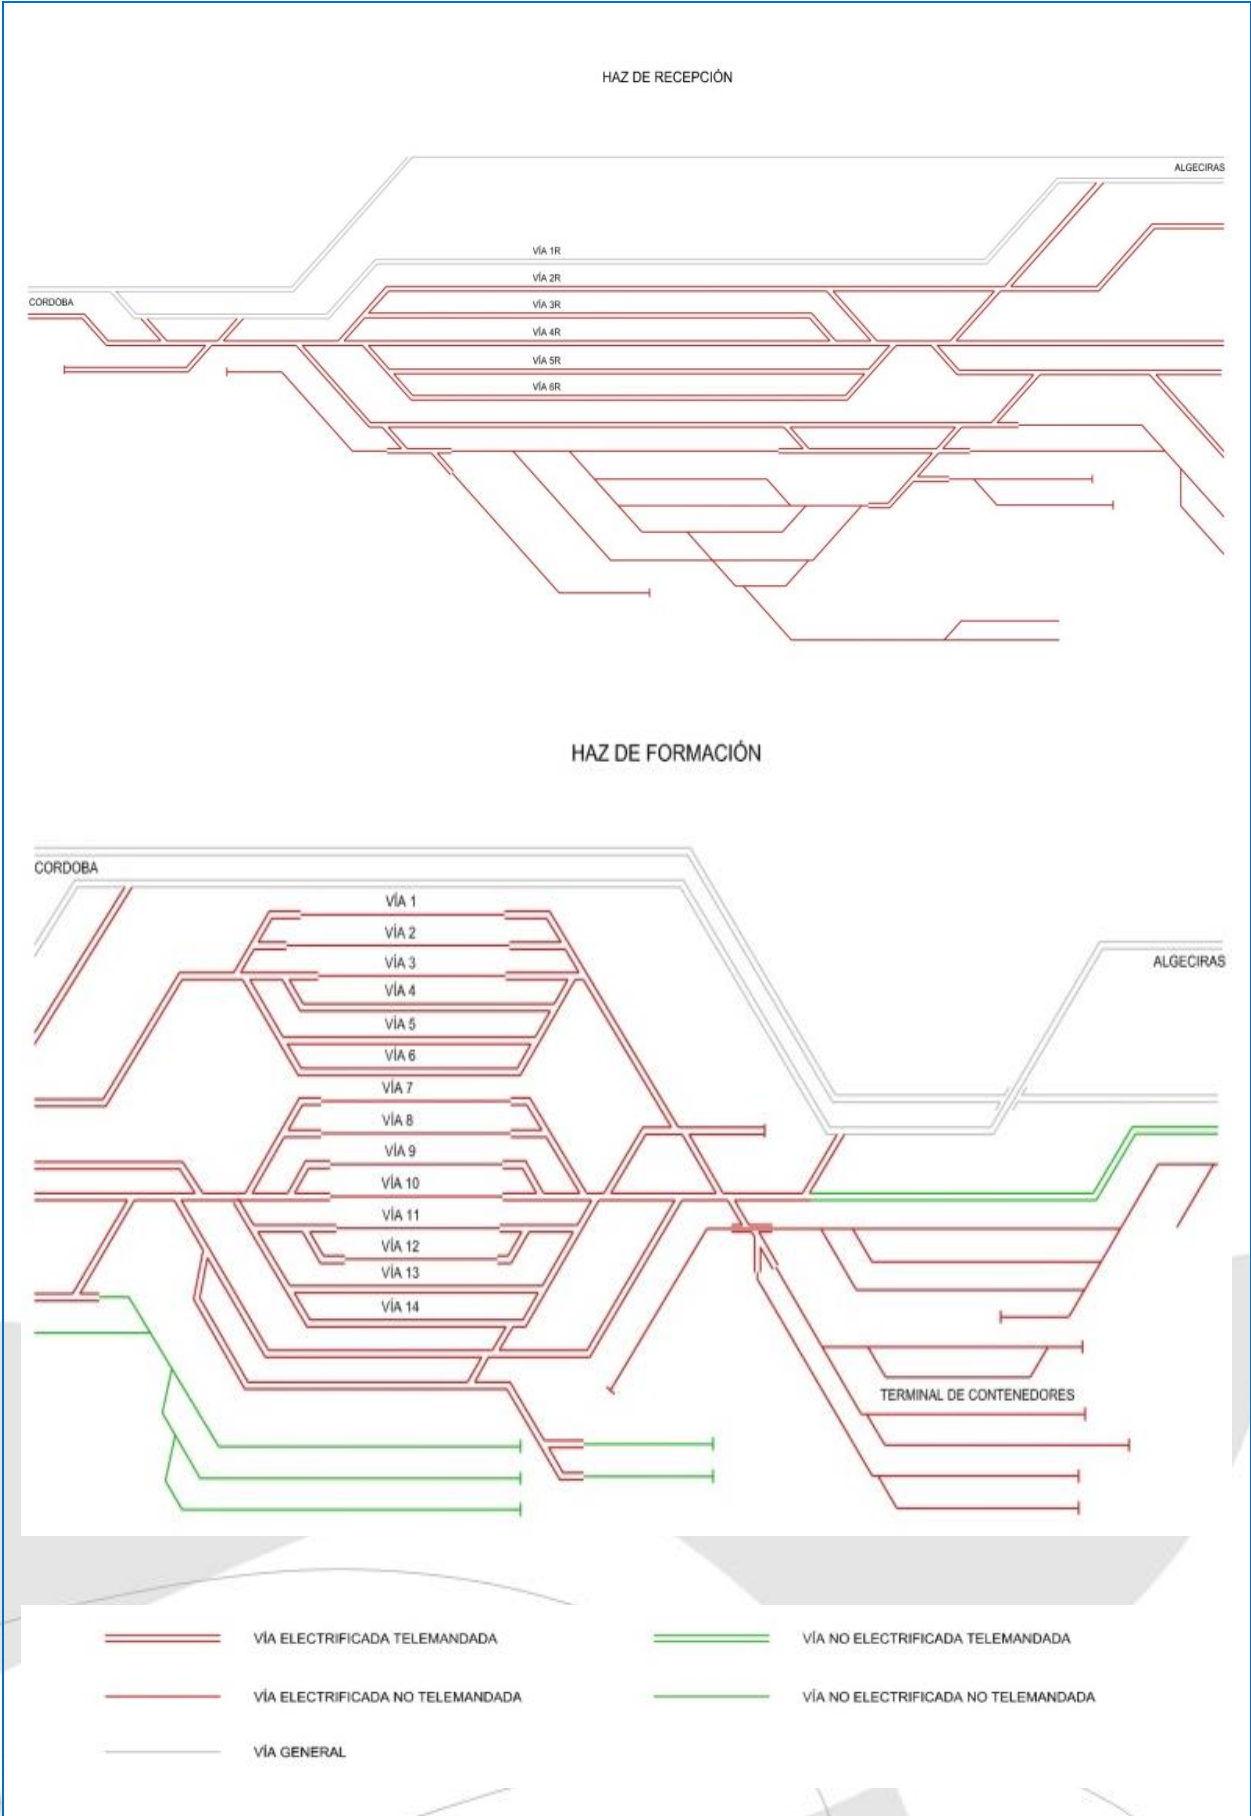 HAZ DE RECEPCIÓN
ALGECIRAS
VÍA 1R
VÍA 2R
CORDOBA
VÍA 3R
VÍA 4R
VÍA 5R
VÍA 6R
HAZ DE FORMACIÓN
CORDOBA
VÍA 1
VÍA 2
VÍA 3
ALGECIRAS
VÍA 4
VÍA 5
VÍA 6
VÍA 7
VÍA 8
VÍA 9
VÍA 10
VÍA 11
VÍA 12
VÍA 13
VÍA 14
TERMINAL DE CONTENEDORES
VÍA ELECTRIFICADA TELEMANDADA
VÍA NO ELECTRIFICADA TELEMANDADA
VÍA ELECTRIFICADA NO TELEMANDADA
VÍA NO ELECTRIFICADA NO TELEMANDADA
VÍA GENERAL